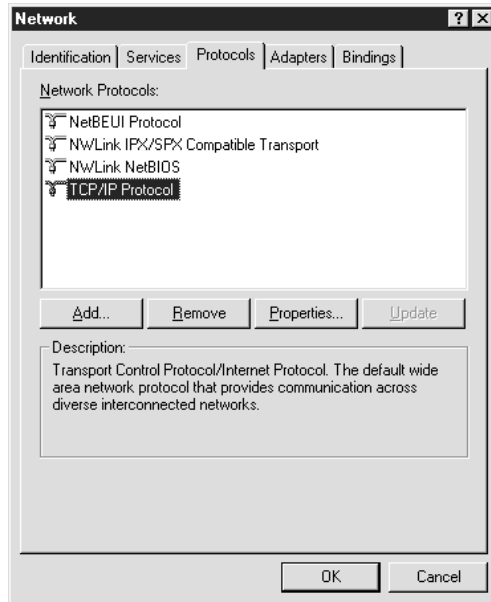 Network
? X
Identification Services Protocols Adapters Bindings
Network Protocols:
NetBEUI Protocol
NWLink IPX/SPX Compatible Transport
NWLink NetBIOS
TCP/IP Protocol
Add... Remove Properties... Update
Description:
Transport Control Protocol/Internet Protocol. The default wide
area network protocol that provides communication across
diverse interconnected networks.
OK Cancel